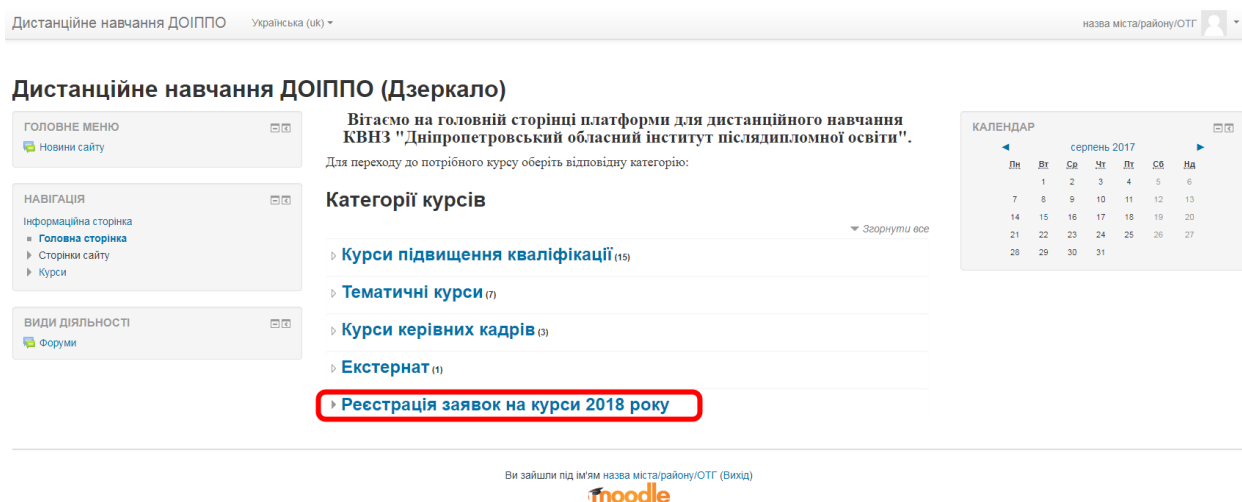 Дистанційне навчання ДОІППО Українська (uk)
назва міста/району/ОТГ
Дистанційне навчання ДОІППО (Дзеркало)
ГОЛОВНЕ МЕНЮ
Новини сайту
НАВІГАЦІЯ
Інформаційна сторінка
Головна сторінка
Сторінки сайту
Курси
ВИДИ ДІЯЛЬНОСТІ
Форуми
Вітаємо на головній сторінці платформи для дистанційного навчання
КВНЗ "Дніпропетровський обласний інститут післядипломної освіти".
Для переходу до потрібного курсу оберіть відповідну категорію:
Категорії курсів
Згорнути все
Курси підвищення кваліфікації (15)
Тематичні курси (7)
Курси керівних кадрів (3)
Екстернат (1)
Реєстрація заявок на курси 2018 року
КАЛЕНДАР
серпень 2017
Пн Вт Ср Чт Пт Сб Нд
1 2 3 4 5 6
7 8 9 10 11 12 13
14 15 16 17 18 19 20
21 22 23 24 25 26 27
28 29 30 31
Ви зайшли під ім'ям назва міста/району/ОТГ (Вихід)
moodle